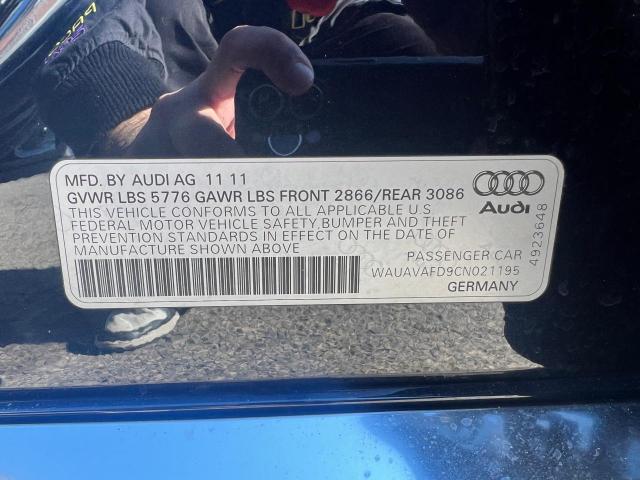 MFD. BY AUDI AG 11 11
GVWR LBS 5776 GAWR LBS FRONT 2866/REAR 3086
THIS VEHICLE CONFORMS TO ALL APPLICABLE U.S
FEDERAL MOTOR VEHICLE SAFETY, BUMPER AND THEFT
PREVENTION STANDARDS IN EFFECT ON THE DATE OF
MANUFACTURE SHOWN ABOVE
PASSENGER CAR
WAUAVAFD9CN021195
GERMANY
Audi
4923648